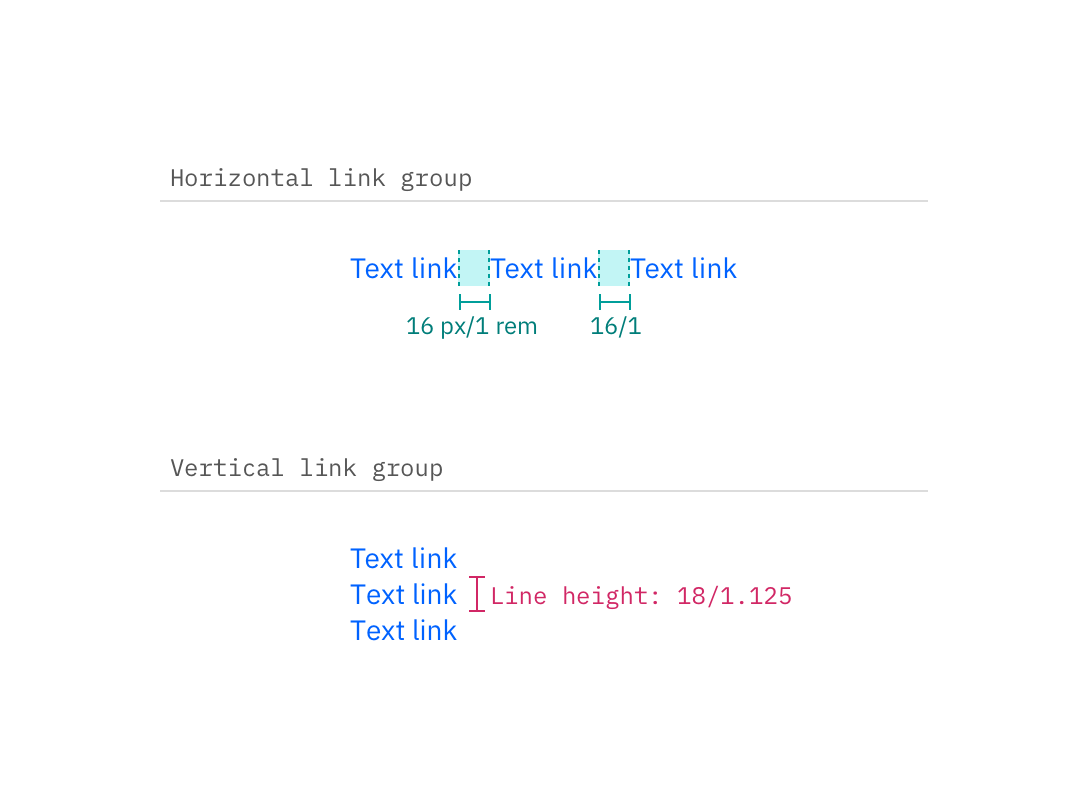 Horizontal link group
Text link Text link Text link
16 px/1 rem 16/1
Vertical link group
Text link
Text link Line height: 18/1.125
Text link